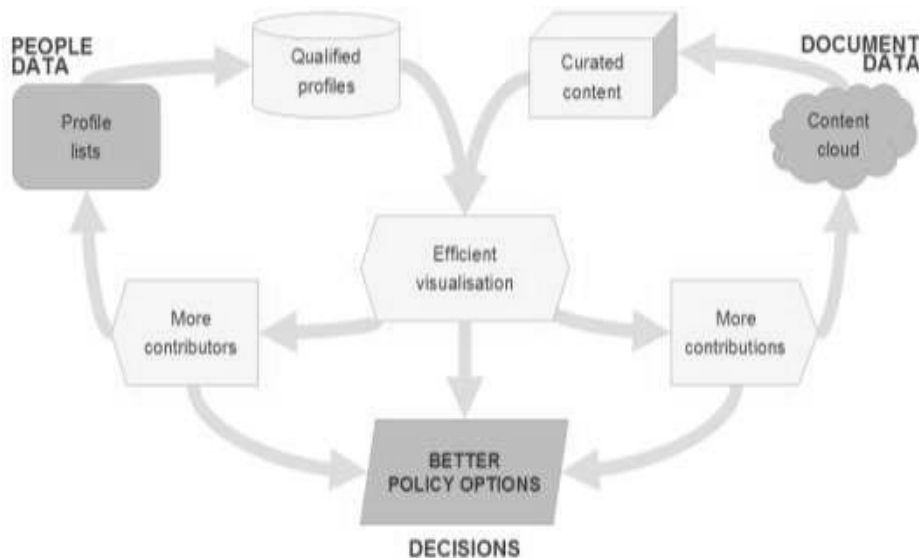 PEOPLE
DATA
Qualified
profiles
Curated
content
DOCUMENT
DATA
Profile
lists
Content
cloud
Efficient
visualisation
More
contributors
More
contributions
BETTER
POLICY OPTIONS
DECISIONS